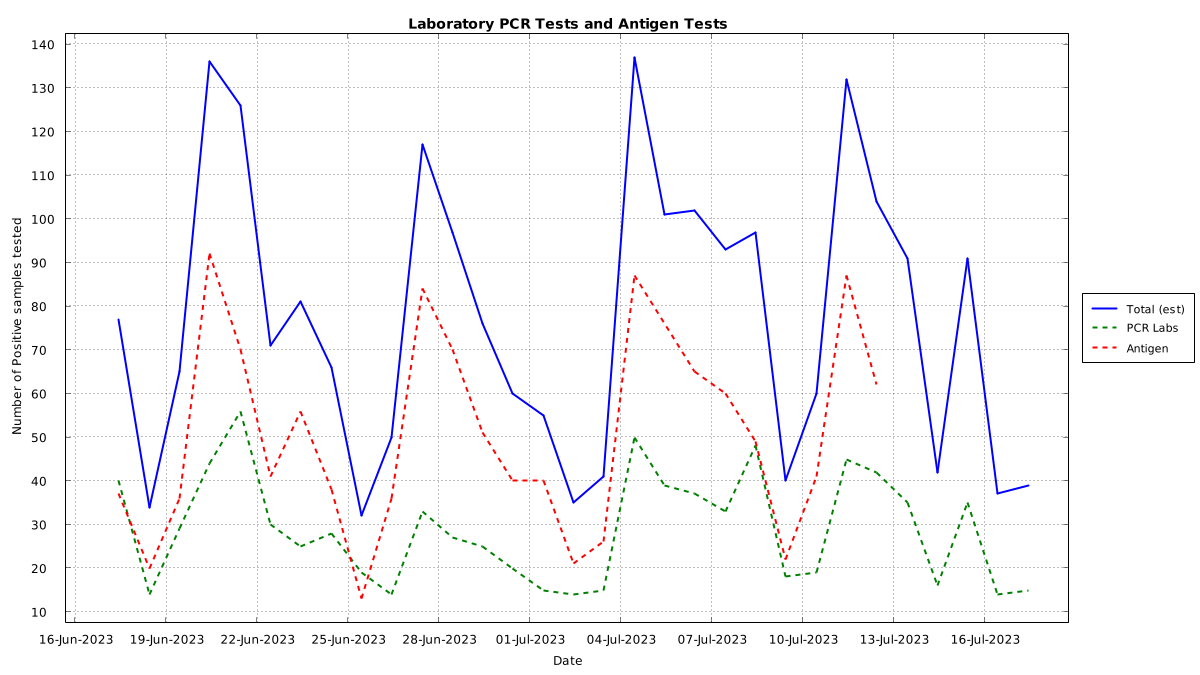 Laboratory PCR Tests and Antigen Tests
Number of Positive samples tested
140
130
120
110
100
90
80
70
60
50
40
30
20
10
16-Jun-2023 19-Jun-2023 22-Jun-2023 25-Jun-2023 28-Jun-2023 01-Jul-2023 04-Jul-2023 07-Jul-2023 10-Jul-2023 13-Jul-2023 16-Jul-2023
Date
Total (est)
PCR Labs
Antigen